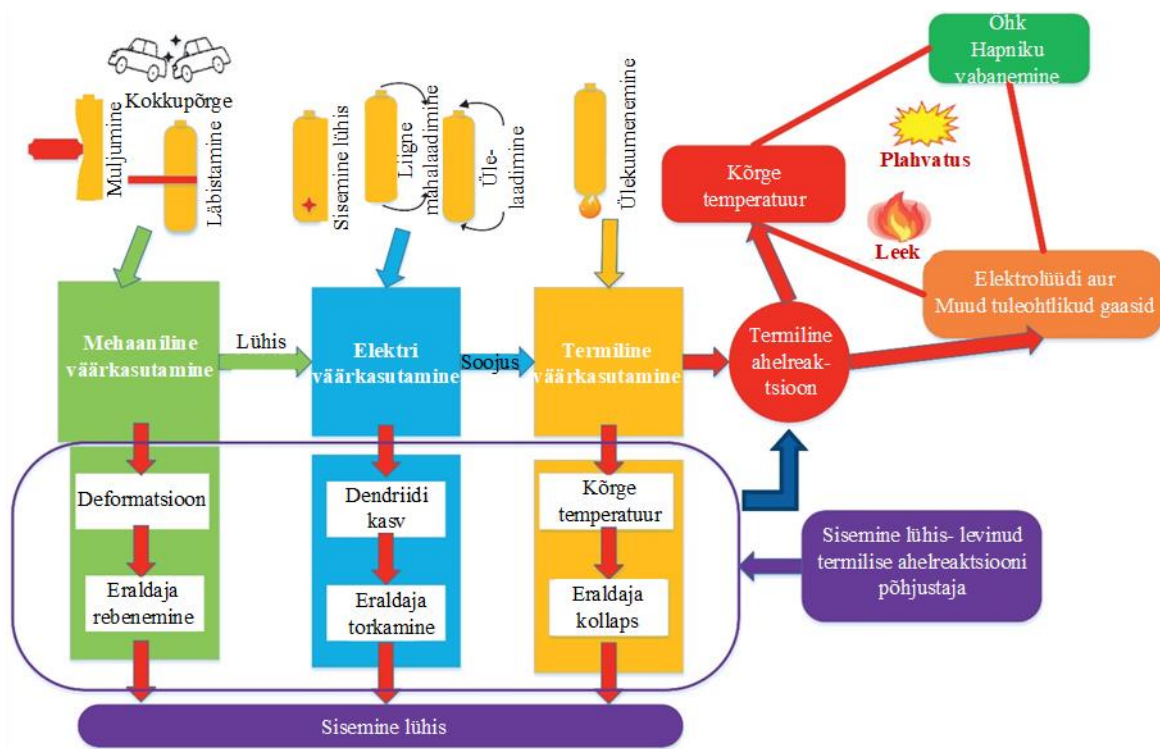 Kokkupõrge
Muljumine
Läbistamine
Sisemine lühis
Liigne
mahalaadimine
Üle-
laadimine
Ülekuumenemine
Õhk
Hapniku
vabanemine
Plahvatus
Kõrge
temperatuur
Leek
Elektrolüüdi aur
Muud tuleohtlikud gaasid
Mehaaniline
väärkasutamine
Lühis
Elektri
väärkasutamine
Soojus
Termiline
väärkasutamine
Termiline
ahelreak-
tsioon
Deformatsioon
Eraldaja
rebenemine
Dendriidi
kasv
Eraldaja
torkamine
Kõrge
temperatuur
Eraldaja
kollaps
Sisemine lühis- levinud
termilise ahelreaktsiooni
põhjustaja
Sisemine lühis